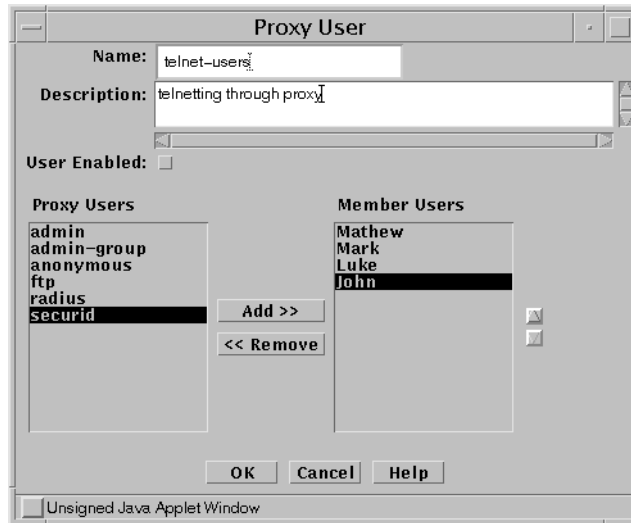 Proxy User
Name: telnet-users
Description: telnetting through proxy
User Enabled:
Proxy Users
admin
admin-group
anonymous
ftp
radius
securid
Add >>
<< Remove
Member Users
Mathew
Mark
Luke
John
OK Cancel Help
Unsigned Java Applet Window